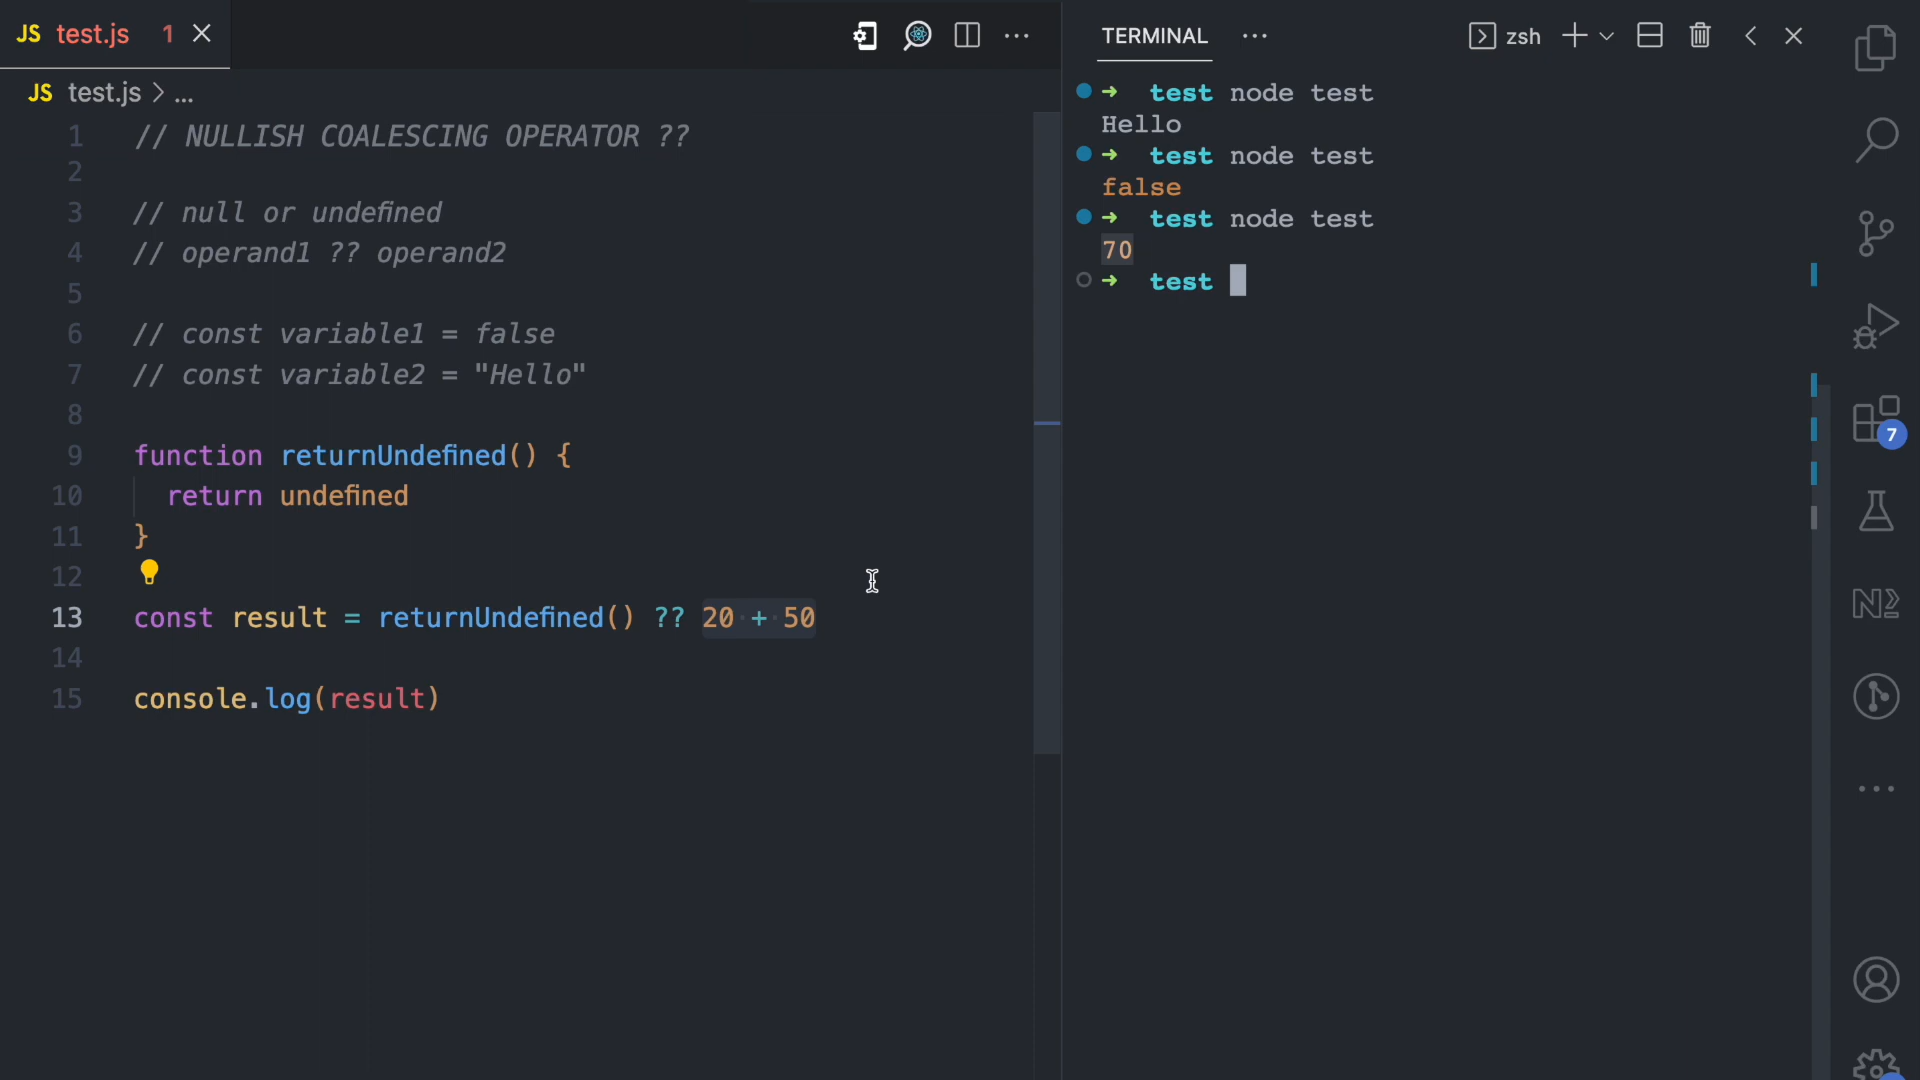 JS test.js 1
JS test.js > ...
1 // NULLISH COALESCING OPERATOR ??
2
3 // null or undefined
4 // operand1 ?? operand2
5
6 // const variable1 = false
7 // const variable2 = "Hello"
8
9 function returnUndefined() {
10 return undefined
11 }
12
13 const result = returnUndefined() ?? 20 + 50
14
15 console.log(result)
TERMINAL ...
zsh
➜ test node test
Hello
➜ test node test
false
➜ test node test
70
➜ test
7